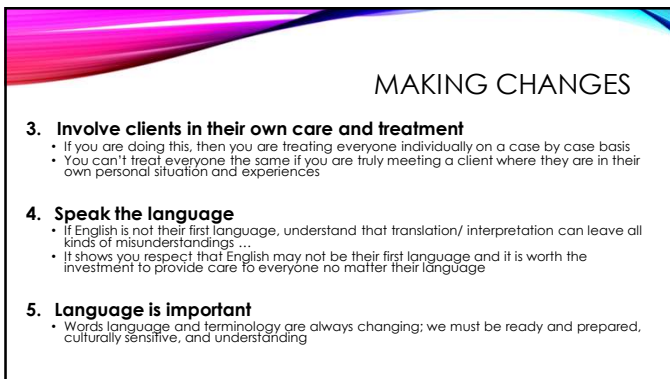 MAKING CHANGES
3. Involve clients in their own care and treatment
• If you are doing this, then you are treating everyone individually on a case by case basis
• You can't treat everyone the same if you are truly meeting a client where they are in their
own personal situation and experiences
4. Speak the language
• If English is not their first language, understand that translation/ interpretation can leave all
kinds of misunderstandings ...
• It shows you respect that English may not be their first language and it is worth the
investment to provide care to everyone no matter their language
5. Language is important
• Words language and terminology are always changing; we must be ready and prepared,
culturally sensitive, and understanding